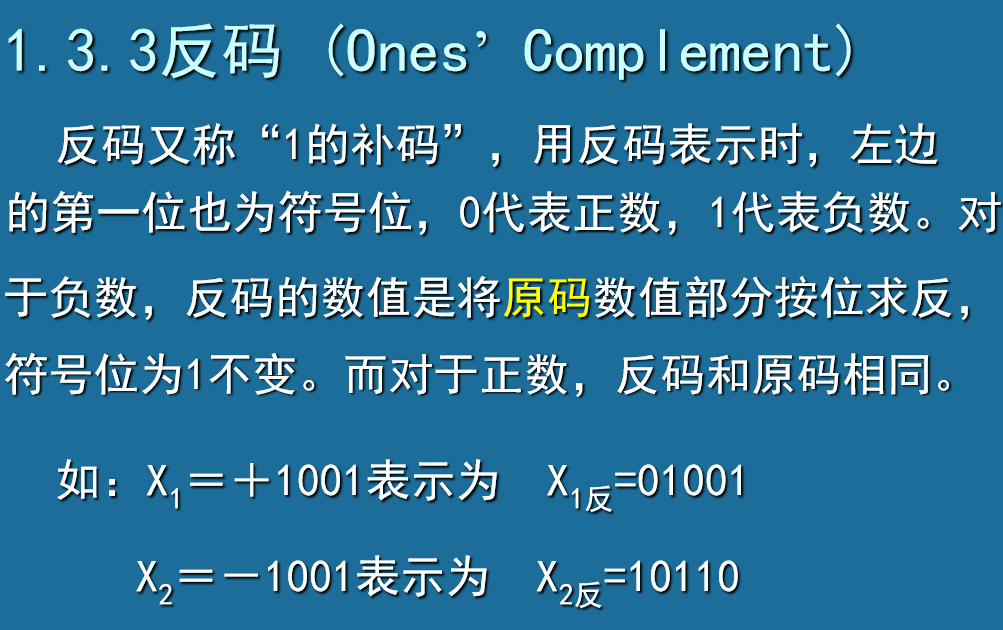 1.3.3反码 (Ones’ Complement)
反码又称“1的补码”，用反码表示时，左边
的第一位也为符号位，0代表正数，1代表负数。对
于负数，反码的数值是将原码数值部分按位求反，
符号位为1不变。而对于正数，反码和原码相同。
如：X1＝＋1001表示为 X1反=01001
X2＝－1001表示为 X2反=10110